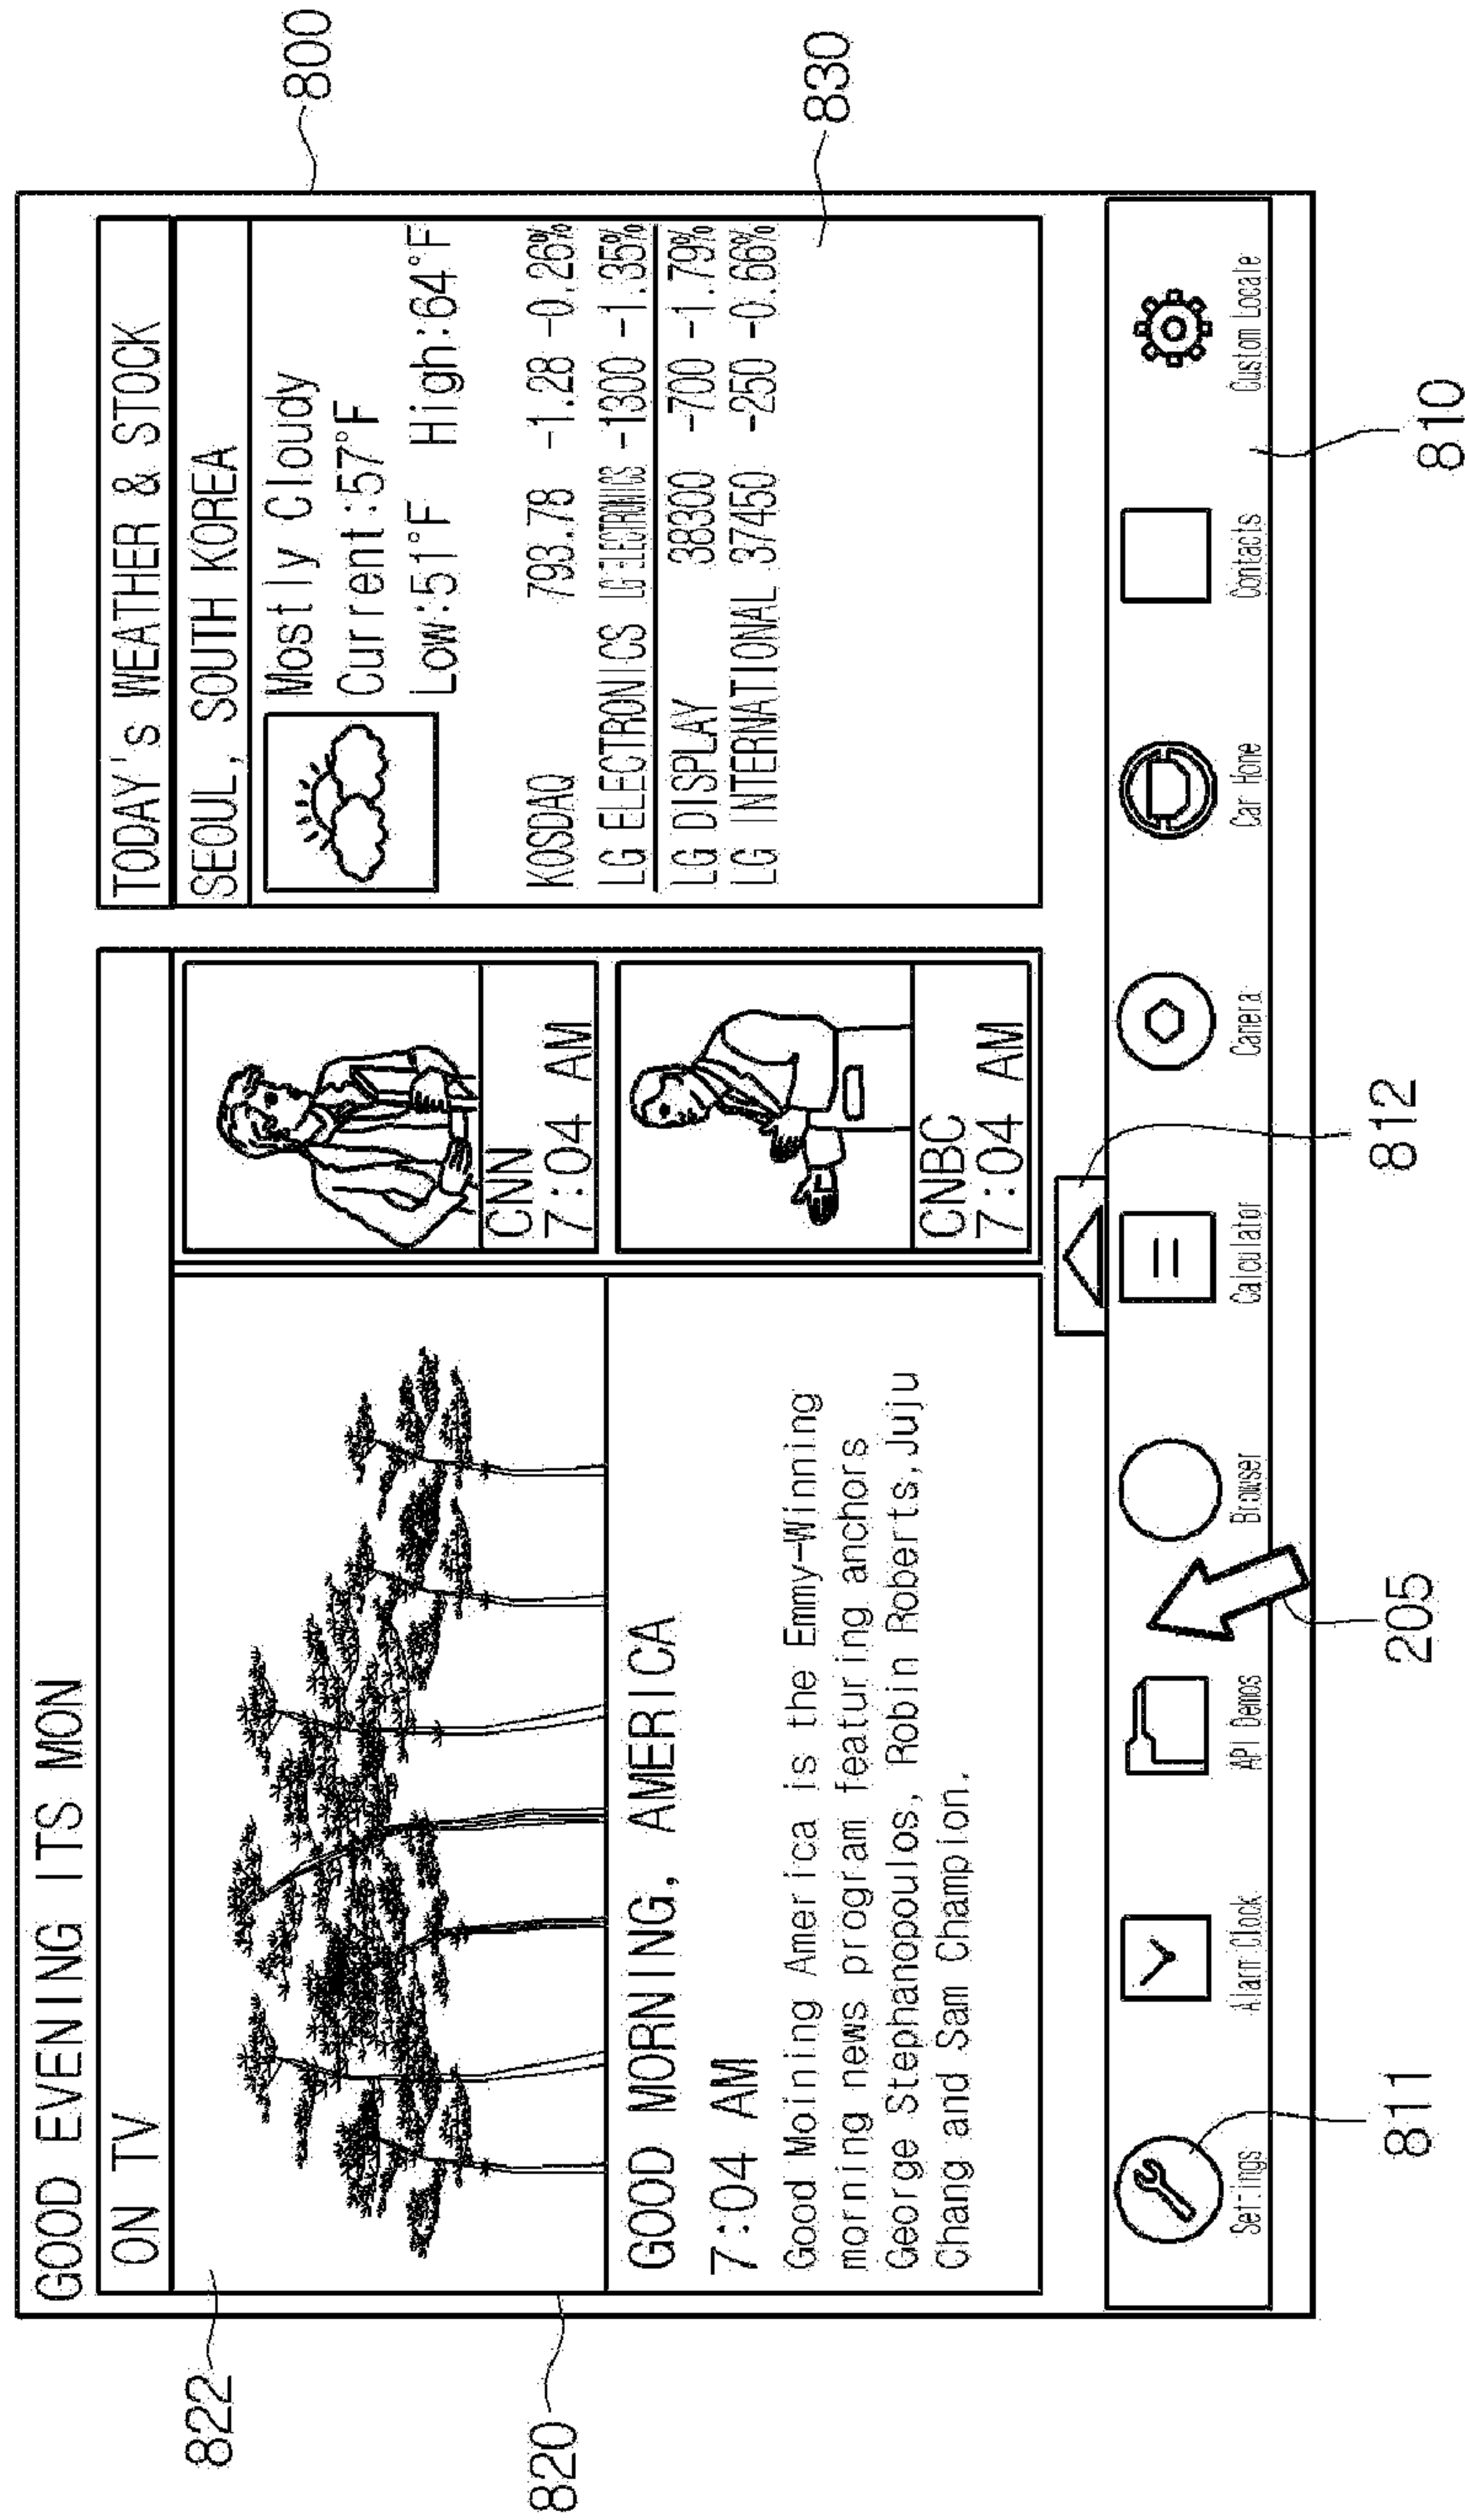 GOOD EVENING ITS MON
ON TV
TODAY's WEATHER & STOCK
SEOUL, SOUTH KOREA
Mostly Cloudy
Current:57°F
Low:51°F High:64°F
KOSDAQ 793.78 -1.28 -0.26%
LG ELECTRONICS LG ELECTRONICS -1300 -1.35%
LG DISPLAY 38300 -700 -1.79%
LG INTERNATIONAL 37450 -250 -0.66%
CNN
7:04 AM
CNBC
7:04 AM
GOOD MORNING, AMERICA
7:04 AM
Good Moining America is the Emmy-Winning
morning news program featuring anchors
George Stephanopoulos, Robin Roberts,Juju
Chang and Sam Champion.
Settings
Alarm Clock
API Demos
Browser
Calculator
Camera
Car Home
Contacts
Custom Locale
822
820
800
830
811
205
812
810